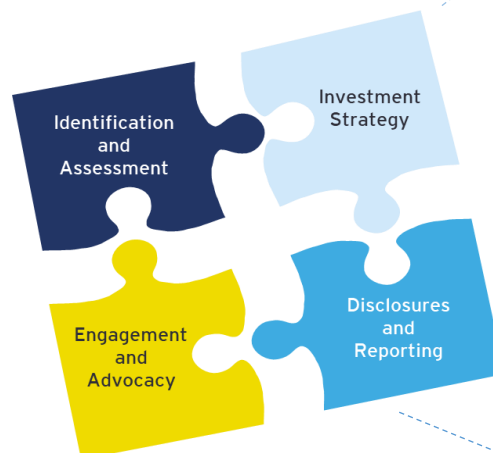 Identification
and
Assessment
Investment
Strategy
Engagement
and
Advocacy
Disclosures
and
Reporting